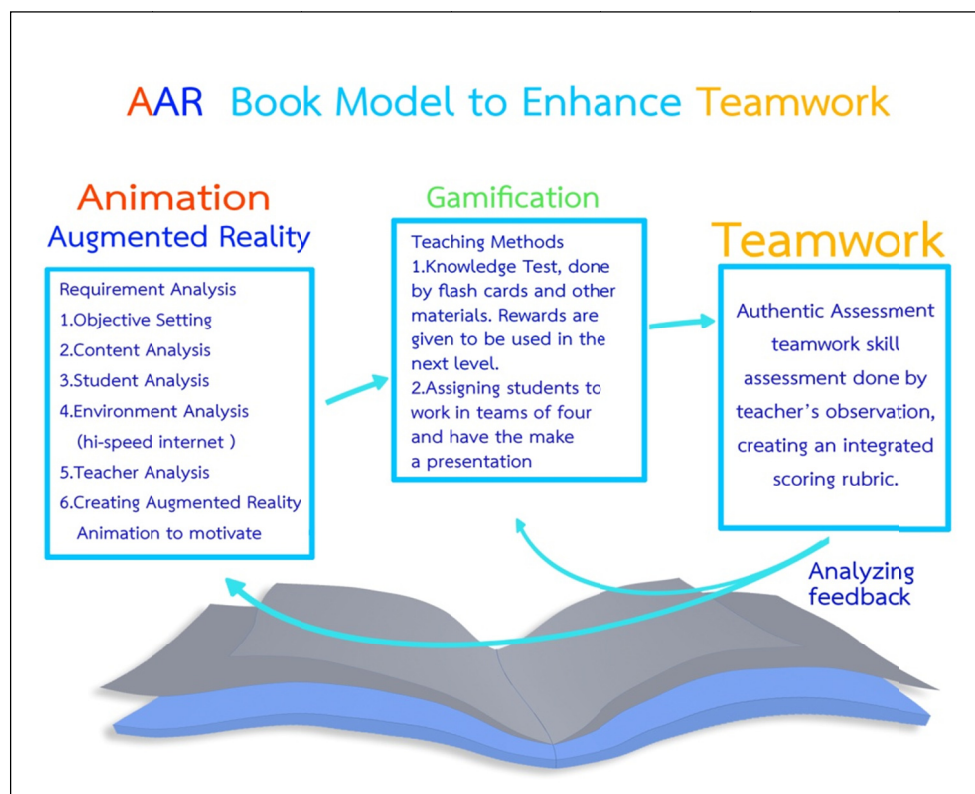 AAR Book Model to Enhance Teamwork
Animation
Augmented Reality
Requirement Analysis
1.Objective Setting
2.Content Analysis
3.Student Analysis
4.Environment Analysis
(hi-speed internet )
5.Teacher Analysis
6.Creating Augmented Reality
Animation to motivate
Gamification
Teaching Methods
1.Knowledge Test, done
by flash cards and other
materials. Rewards are
given to be used in the
next level.
2.Assigning students to
work in teams of four
and have the make
a presentation
Teamwork
Authentic Assessment
teamwork skill
assessment done by
teacher's observation,
creating an integrated
scoring rubric.
Analyzing
feedback